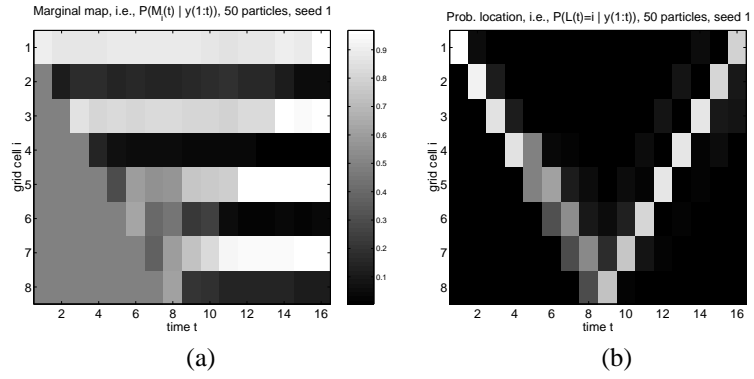 Marginal map, i.e., P(M_i(t) | y(1:t)), 50 particles, seed 1
1
2
3
4
5
6
7
8
grid cell i
2 4 6 8 10 12 14 16
time t
0.9
0.8
0.7
0.6
0.5
0.4
0.3
0.2
0.1
(a)
Prob. location, i.e., P(L(t)=i | y(1:t)), 50 particles, seed 1
1
2
3
4
5
6
7
8
grid cell i
2 4 6 8 10 12 14 16
time t
(b)